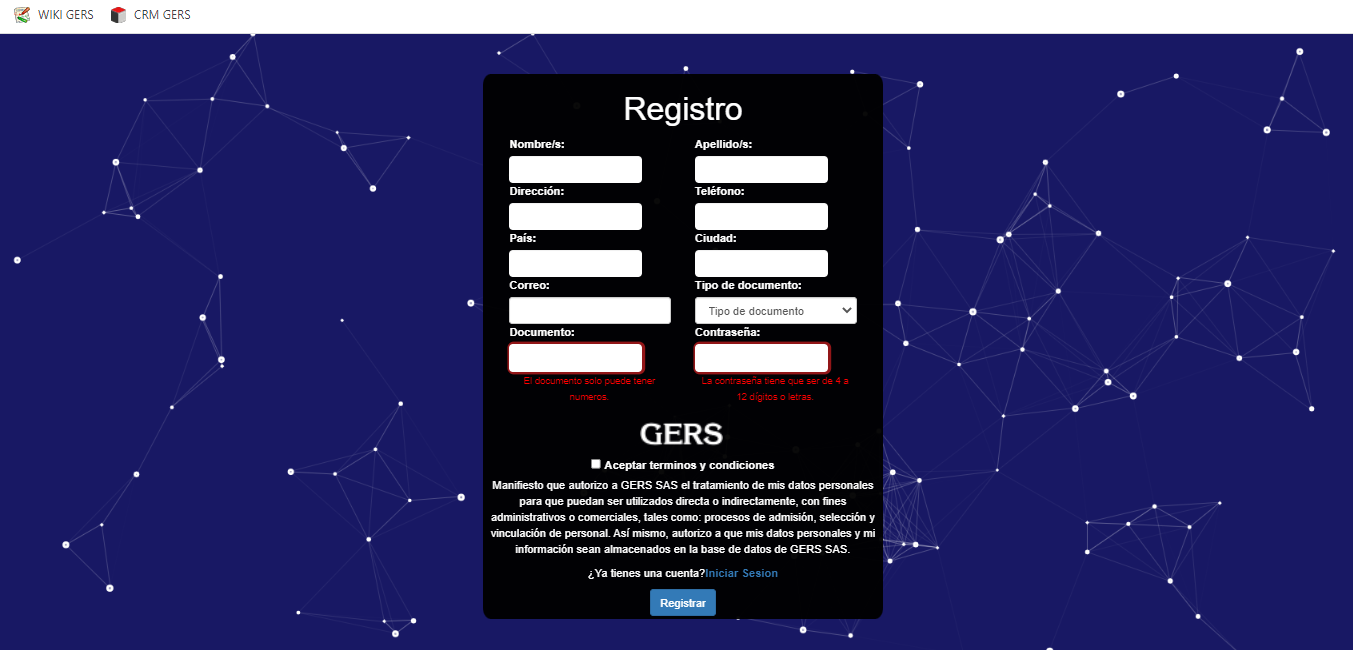 WIKI GERS CRM GERS
Registro
Nombre/s: Apellido/s:
Dirección: Teléfono:
País: Ciudad:
Correo: Tipo de documento:
Tipo de documento
Documento: Contraseña:
El documento solo puede tener
numeros.
La contraseña tiene que ser de 4 a
12 dígitos o letras.
GERS
Aceptar terminos y condiciones
Manifiesto que autorizo a GERS SAS el tratamiento de mis datos personales
para que puedan ser utilizados directa o indirectamente, con fines
administrativos o comerciales, tales como: procesos de admisión, selección y
vinculación de personal. Así mismo, autorizo a que mis datos personales y mi
información sean almacenados en la base de datos de GERS SAS.
¿Ya tienes una cuenta?Iniciar Sesion
Registrar